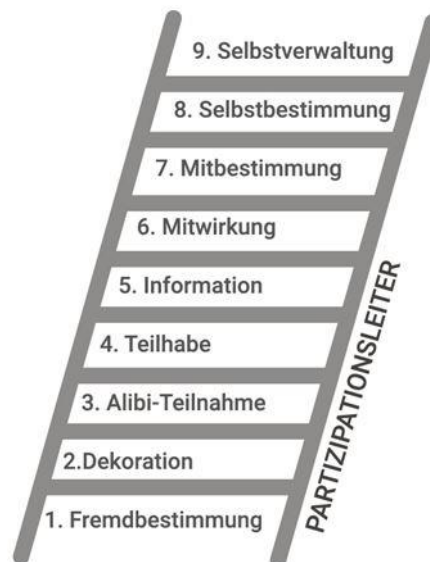 9. Selbstverwaltung
8. Selbstbestimmung
7. Mitbestimmung
6. Mitwirkung
5. Information
4. Teilhabe
3. Alibi-Teilnahme
2.Dekoration
1. Fremdbestimmung
PARTIZIPATIONSLEITER